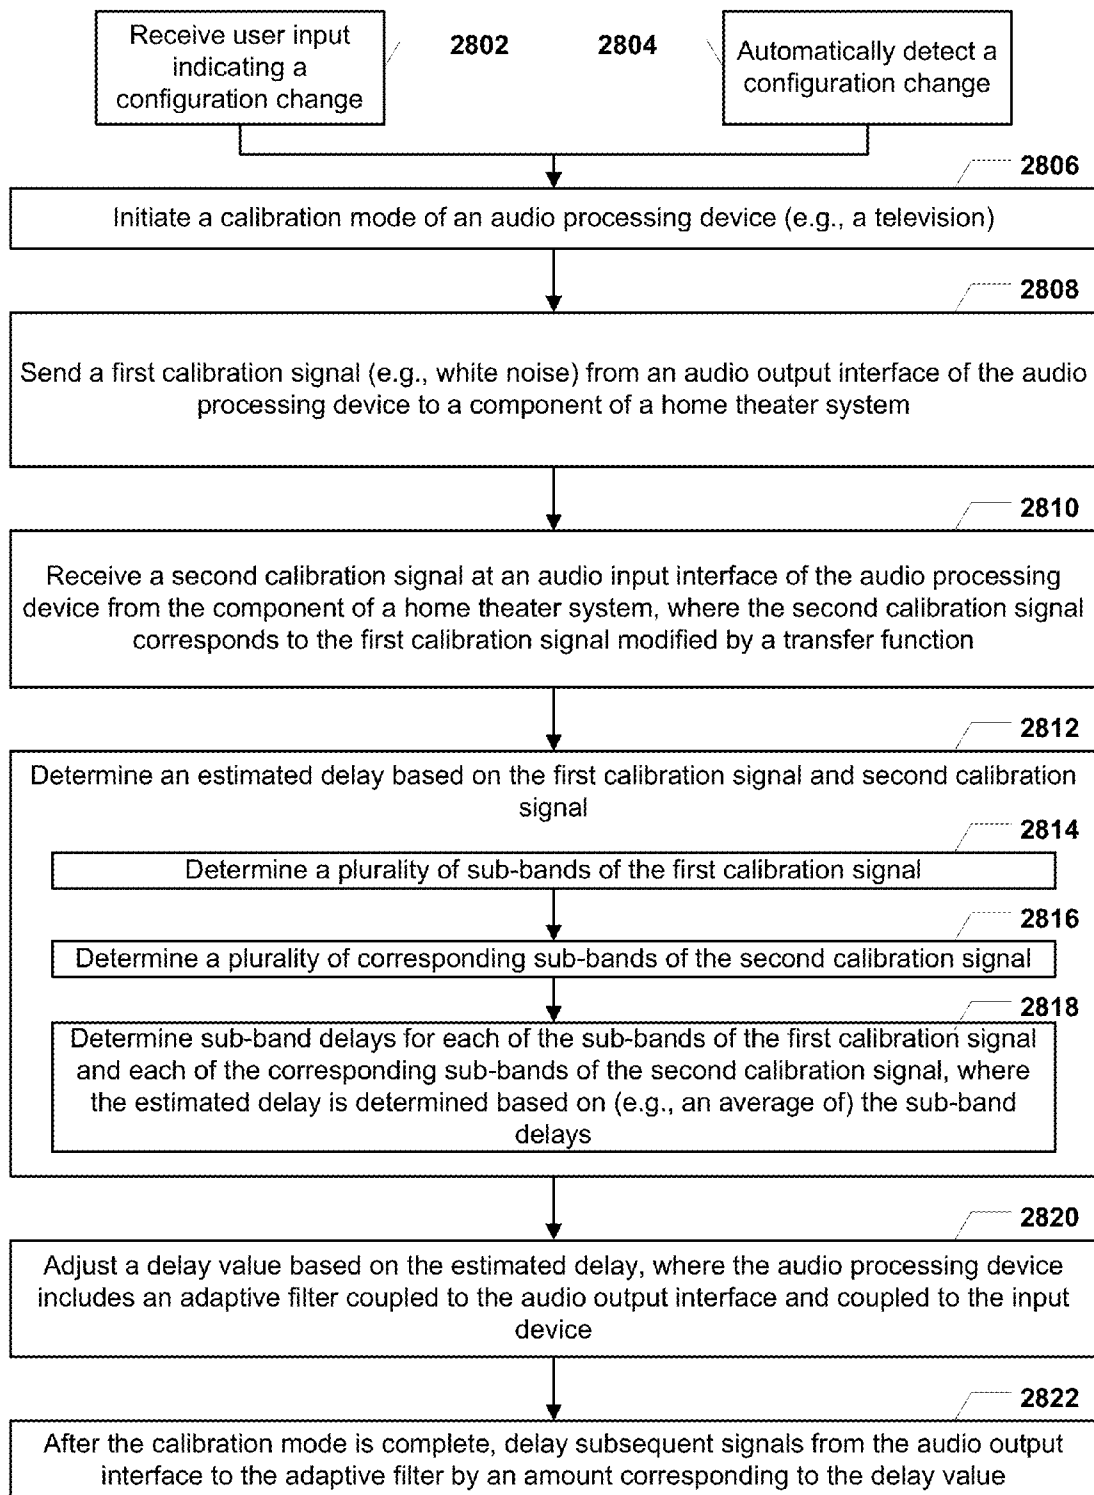 Receive user input
indicating a
configuration change
2802
2804
Automatically detect a
configuration change
2806
Initiate a calibration mode of an audio processing device (e.g., a television)
2808
Send a first calibration signal (e.g., white noise) from an audio output interface of the audio
processing device to a component of a home theater system
2810
Receive a second calibration signal at an audio input interface of the audio processing
device from the component of a home theater system, where the second calibration signal
corresponds to the first calibration signal modified by a transfer function
2812
Determine an estimated delay based on the first calibration signal and second calibration
signal
2814
Determine a plurality of sub-bands of the first calibration signal
2816
Determine a plurality of corresponding sub-bands of the second calibration signal
2818
Determine sub-band delays for each of the sub-bands of the first calibration signal
and each of the corresponding sub-bands of the second calibration signal, where
the estimated delay is determined based on (e.g., an average of) the sub-band
delays
2820
Adjust a delay value based on the estimated delay, where the audio processing device
includes an adaptive filter coupled to the audio output interface and coupled to the input
device
2822
After the calibration mode is complete, delay subsequent signals from the audio output
interface to the adaptive filter by an amount corresponding to the delay value